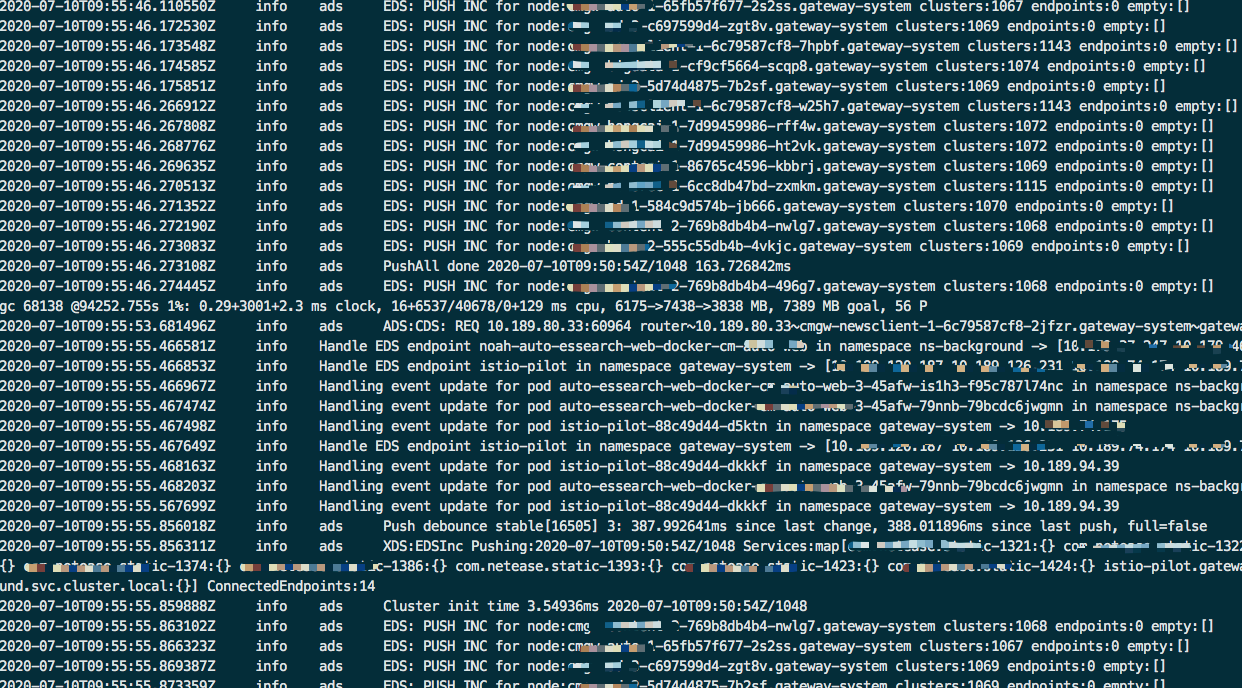 2020-07-10T09:55:46.110550Z info ads EDS: PUSH INC for node: -65fb57f677-2s2ss.gateway-system clusters:1067 endpoints:0 empty:[]
2020-07-10T09:55:46.172530Z info ads EDS: PUSH INC for node: -c697599d4-zgt8v.gateway-system clusters:1069 endpoints:0 empty:[]
2020-07-10T09:55:46.173548Z info ads EDS: PUSH INC for node: -1-6c79587cf8-7hpbf.gateway-system clusters:1143 endpoints:0 empty:[]
2020-07-10T09:55:46.174585Z info ads EDS: PUSH INC for node: -cf9cf5664-scqp8.gateway-system clusters:1074 endpoints:0 empty:[]
2020-07-10T09:55:46.175851Z info ads EDS: PUSH INC for node: -5d74d4875-7b2sf.gateway-system clusters:1069 endpoints:0 empty:[]
2020-07-10T09:55:46.266912Z info ads EDS: PUSH INC for node: -1-6c79587cf8-w25h7.gateway-system clusters:1143 endpoints:0 empty:[]
2020-07-10T09:55:46.267808Z info ads EDS: PUSH INC for node: 1-7d99459986-rff4w.gateway-system clusters:1072 endpoints:0 empty:[]
2020-07-10T09:55:46.268776Z info ads EDS: PUSH INC for node: -7d99459986-ht2vk.gateway-system clusters:1072 endpoints:0 empty:[]
2020-07-10T09:55:46.269635Z info ads EDS: PUSH INC for node: -86765c4596-kbbrj.gateway-system clusters:1069 endpoints:0 empty:[]
2020-07-10T09:55:46.270513Z info ads EDS: PUSH INC for node: -6cc8db47bd-zxmkm.gateway-system clusters:1115 endpoints:0 empty:[]
2020-07-10T09:55:46.271352Z info ads EDS: PUSH INC for node: 1-584c9d574b-jb666.gateway-system clusters:1070 endpoints:0 empty:[]
2020-07-10T09:55:46.272190Z info ads EDS: PUSH INC for node: 2-769b8db4b4-nwlg7.gateway-system clusters:1068 endpoints:0 empty:[]
2020-07-10T09:55:46.273083Z info ads EDS: PUSH INC for node: 2-555c55db4b-4vkjc.gateway-system clusters:1069 endpoints:0 empty:[]
2020-07-10T09:55:46.273108Z info ads PushAll done 2020-07-10T09:50:54Z/1048 163.726842ms
2020-07-10T09:55:46.274445Z info ads EDS: PUSH INC for node: 2-769b8db4b4-496g7.gateway-system clusters:1068 endpoints:0 empty:[]
gc 68138 @94252.755s 1%: 0.29+3001+2.3 ms clock, 16+6537/40678/0+129 ms cpu, 6175->7438->3838 MB, 7389 MB goal, 56 P
2020-07-10T09:55:53.681496Z info ads ADS:CDS: REQ 10.189.80.33:60964 router~10.189.80.33~cmgw-newsclient-1-6c79587cf8-2jfzr.gateway-system~gatewa
2020-07-10T09:55:55.466581Z info Handle EDS endpoint noah-auto-essearch-web-docker-cm- in namespace ns-background -> [10.
2020-07-10T09:55:55.466853Z info Handle EDS endpoint istio-pilot in namespace gateway-system -> [
2020-07-10T09:55:55.466967Z info Handling event update for pod auto-essearch-web-docker- -web-3-45afw-is1h3-f95c787l74nc in namespace ns-backg
2020-07-10T09:55:55.467474Z info Handling event update for pod auto-essearch-web-docker- 3-45afw-79nnb-79bcdc6jwgmn in namespace ns-backg
2020-07-10T09:55:55.467498Z info Handling event update for pod istio-pilot-88c49d44-d5ktn in namespace gateway-system -> 10.
2020-07-10T09:55:55.467649Z info Handle EDS endpoint istio-pilot in namespace gateway-system -> [10.
2020-07-10T09:55:55.468163Z info Handling event update for pod istio-pilot-88c49d44-dkkkf in namespace gateway-system -> 10.189.94.39
2020-07-10T09:55:55.468203Z info Handling event update for pod auto-essearch-web-docker- -79nnb-79bcdc6jwgmn in namespace ns-backg
2020-07-10T09:55:55.567699Z info Handling event update for pod istio-pilot-88c49d44-dkkkf in namespace gateway-system -> 10.189.94.39
2020-07-10T09:55:55.856018Z info ads Push debounce stable[16505] 3: 387.992641ms since last change, 388.011896ms since last push, full=false
2020-07-10T09:55:55.856311Z info ads XDS:EDSInc Pushing:2020-07-10T09:50:54Z/1048 Services:map[ ic-1321:{} ic-1322
{} ic-1374:{} -1386:{} com.netease.static-1393:{} ic-1423:{} ic-1424:{} istio-pilot.gatewa
und.svc.cluster.local:{}] ConnectedEndpoints:14
2020-07-10T09:55:55.859888Z info ads Cluster init time 3.54936ms 2020-07-10T09:50:54Z/1048
2020-07-10T09:55:55.863102Z info ads EDS: PUSH INC for node:cmg -769b8db4b4-nwlg7.gateway-system clusters:1068 endpoints:0 empty:[]
2020-07-10T09:55:55.866323Z info ads EDS: PUSH INC for node: -65fb57f677-2s2ss.gateway-system clusters:1067 endpoints:0 empty:[]
2020-07-10T09:55:55.869387Z info ads EDS: PUSH INC for node: -c697599d4-zgt8v.gateway-system clusters:1069 endpoints:0 empty:[]
2020-07-10T09:55:55.873359Z info ads EDS: PUSH INC for node: -5d74d4875-7b2sf.gateway-system clusters:1069 endpoints:0 empty:[]